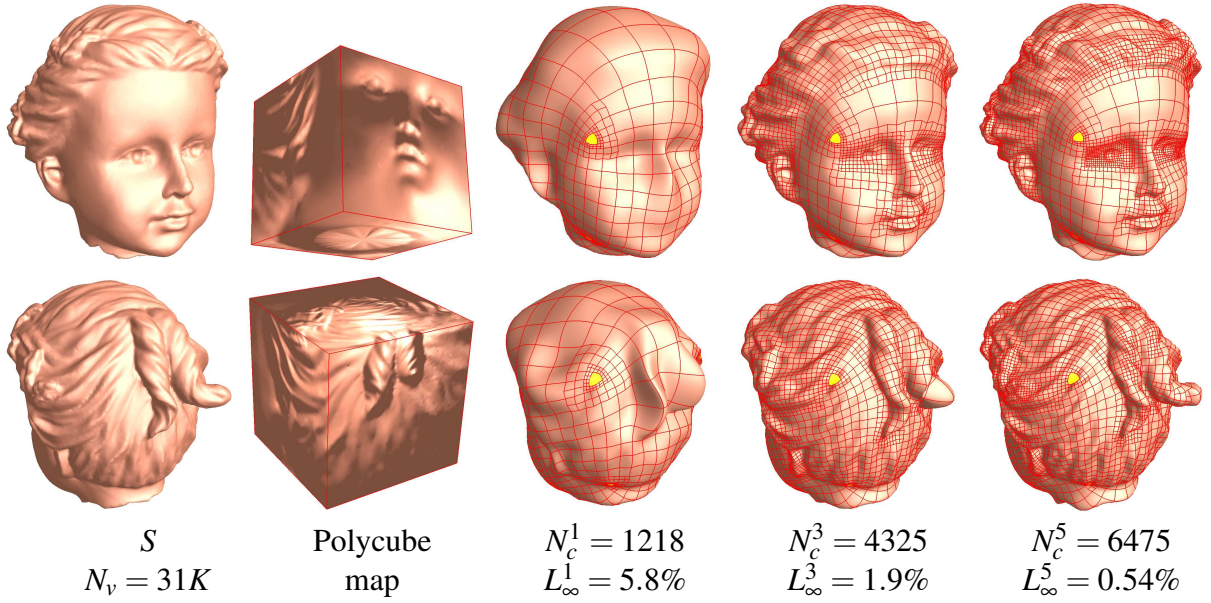 S Polycube N_c^1 = 1218 N_c^3 = 4325 N_c^5 = 6475
N_v = 31K map L_∞^1 = 5.8% L_∞^3 = 1.9% L_∞^5 = 0.54%